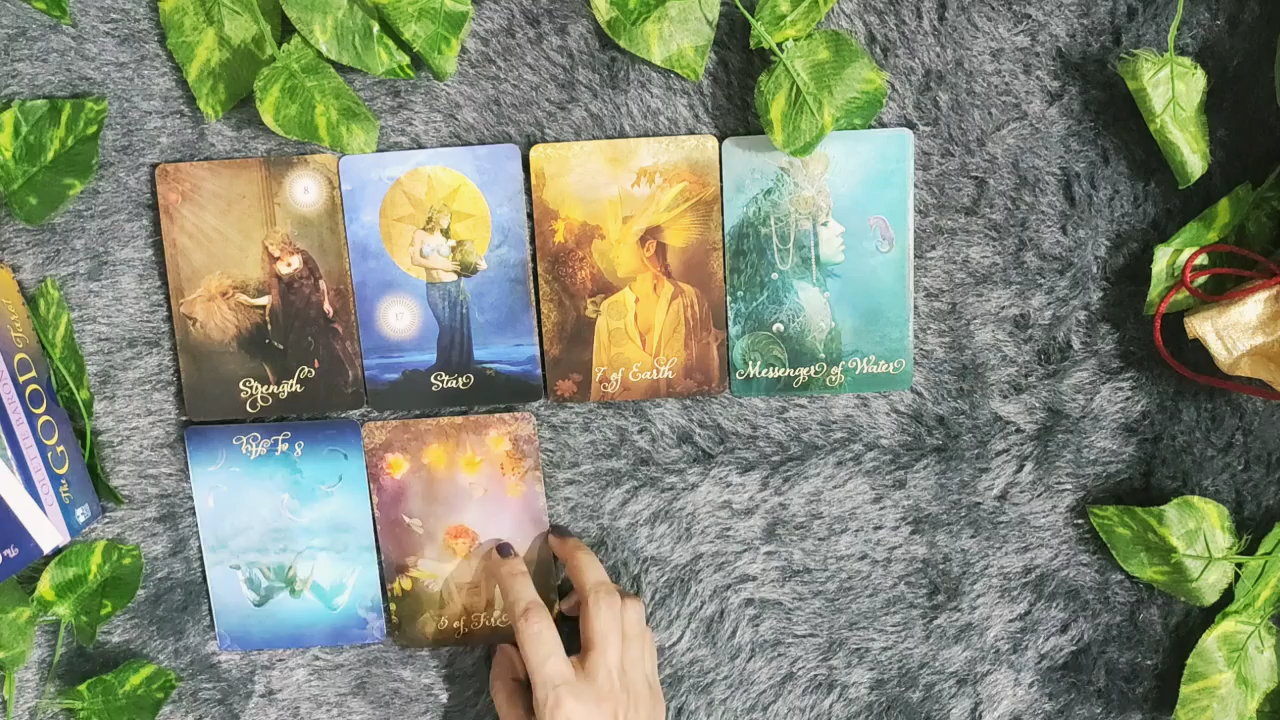 8
Strength
17
Star
7 of Earth
Messenger of Water
8 of Sky
5 of Fire
The GOOD Tarot
COLETTE BARON